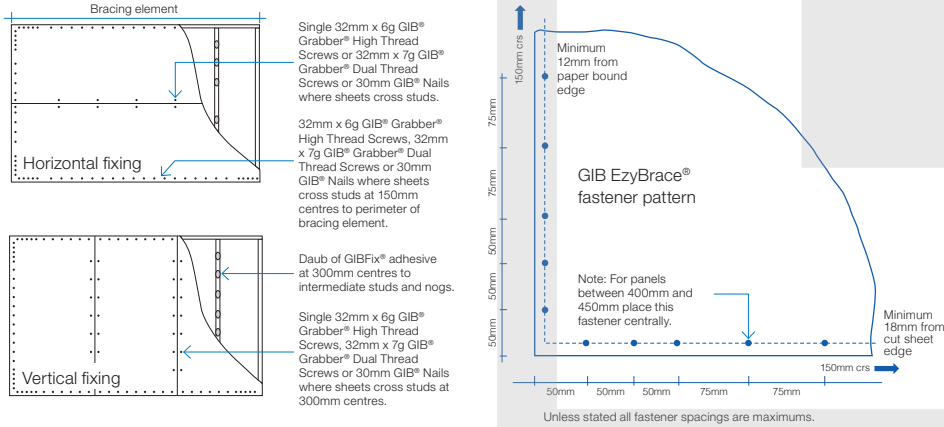 Bracing element
Single 32mm x 6g GIB®
Grabber® High Thread
Screws or 32mm x 7g GIB®
Grabber® Dual Thread
Screws or 30mm GIB® Nails
where sheets cross studs.
Horizontal fixing
32mm x 6g GIB® Grabber®
High Thread Screws, 32mm
x 7g GIB® Grabber® Dual
Thread Screws or 30mm
GIB® Nails where sheets
cross studs at 150mm
centres to perimeter of
bracing element.
Daub of GIBFix® adhesive
at 300mm centres to
intermediate studs and nogs.
Single 32mm x 6g GIB®
Grabber® High Thread
Screws, 32mm x 7g GIB®
Grabber® Dual Thread
Screws or 30mm GIB® Nails
where sheets cross studs at
300mm centres.
Vertical fixing
150mm crs
Minimum
12mm from
paper bound
edge
75mm
75mm
50mm
50mm
50mm
GIB EzyBrace®
fastener pattern
Note: For panels
between 400mm and
450mm place this
fastener centrally.
Minimum
18mm from
cut sheet
edge
150mm crs
50mm
50mm
50mm
75mm
75mm
Unless stated all fastener spacings are maximums.